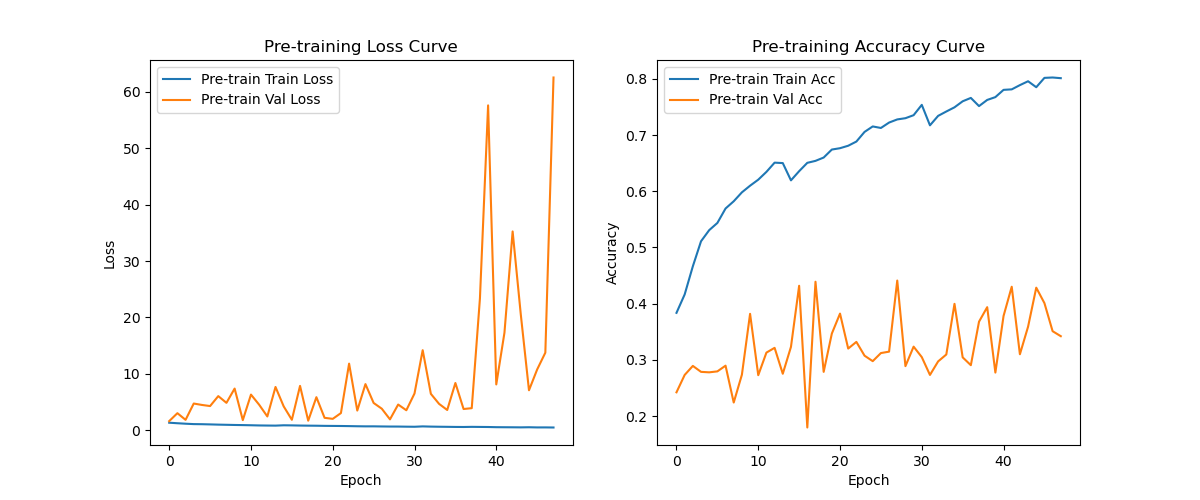 Pre-training Loss Curve
Pre-train Train Loss
Pre-train Val Loss
60
50
40
30
20
10
0
Loss
0 10 20 30 40
Epoch
Pre-training Accuracy Curve
Pre-train Train Acc
Pre-train Val Acc
0.8
0.7
0.6
0.5
0.4
0.3
0.2
Accuracy
0 10 20 30 40
Epoch